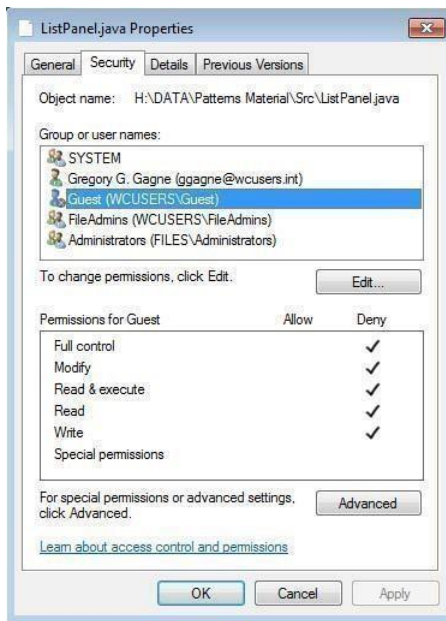 ListPanel.java Properties
General Security Details Previous Versions
Object name: H:\DATA\Patterns Material\Src\ListPanel.java
Group or user names:
SYSTEM
Gregory G. Gagne (ggagne@wcusers.int)
Guest (WCUSERS\Guest)
FileAdmins (WCUSERS\FileAdmins)
Administrators (FILES\Administrators)
To change permissions, click Edit.
Edit...
Permissions for Guest Allow Deny
Full control
Modify
Read & execute
Read
Write
Special permissions
For special permissions or advanced settings,
click Advanced.
Advanced
Learn about access control and permissions
OK Cancel Apply